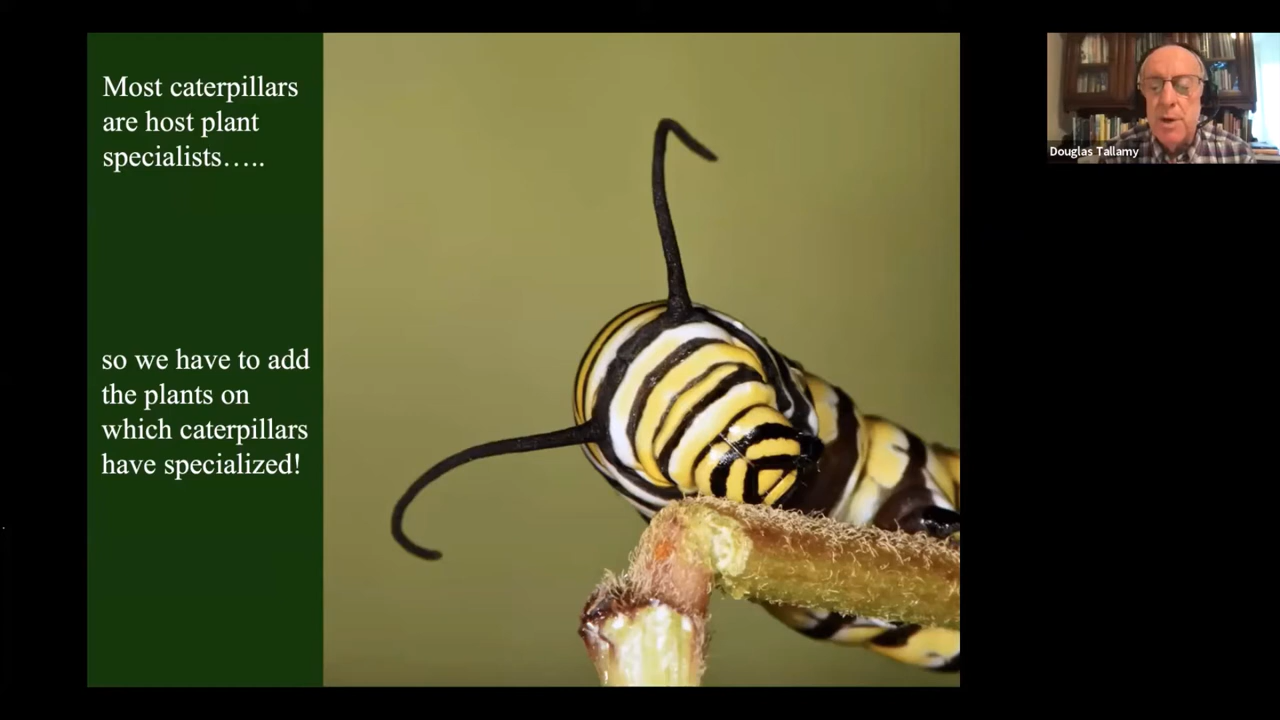 Most caterpillars
are host plant
specialists…..
so we have to add
the plants on
which caterpillars
have specialized!
Douglas Tallamy